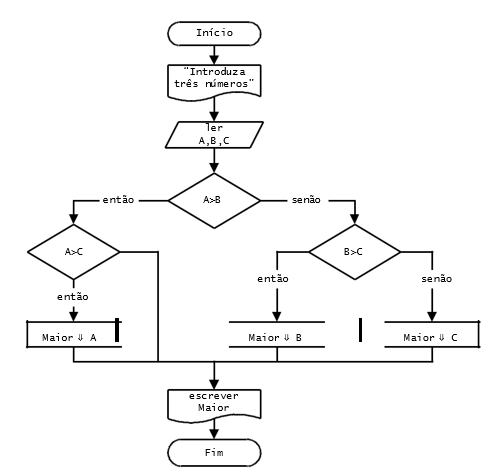 Início
"Introduza
três números"
ler
A,B,C
A>B
então
senão
A>C
B>C
então
então
senão
Maior ⇓ A
Maior ⇓ B
Maior ⇓ C
escrever
Maior
Fim